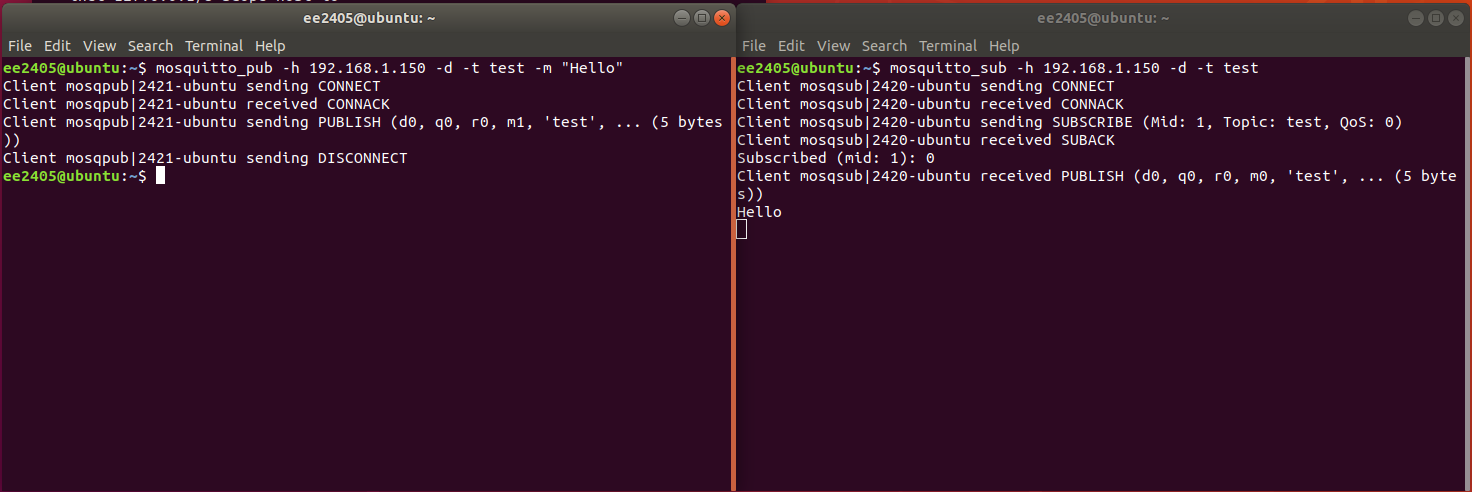 ee2405@ubuntu: ~
File Edit View Search Terminal Help
ee2405@ubuntu:~$ mosquitto_pub -h 192.168.1.150 -d -t test -m "Hello"
Client mosqpub|2421-ubuntu sending CONNECT
Client mosqpub|2421-ubuntu received CONNACK
Client mosqpub|2421-ubuntu sending PUBLISH (d0, q0, r0, m1, 'test', ... (5 bytes
))
Client mosqpub|2421-ubuntu sending DISCONNECT
ee2405@ubuntu:~$
ee2405@ubuntu: ~
File Edit View Search Terminal Help
ee2405@ubuntu:~$ mosquitto_sub -h 192.168.1.150 -d -t test
Client mosqsub|2420-ubuntu sending CONNECT
Client mosqsub|2420-ubuntu received CONNACK
Client mosqsub|2420-ubuntu sending SUBSCRIBE (Mid: 1, Topic: test, QoS: 0)
Client mosqsub|2420-ubuntu received SUBACK
Subscribed (mid: 1): 0
Client mosqsub|2420-ubuntu received PUBLISH (d0, q0, r0, m0, 'test', ... (5 byte
s))
Hello